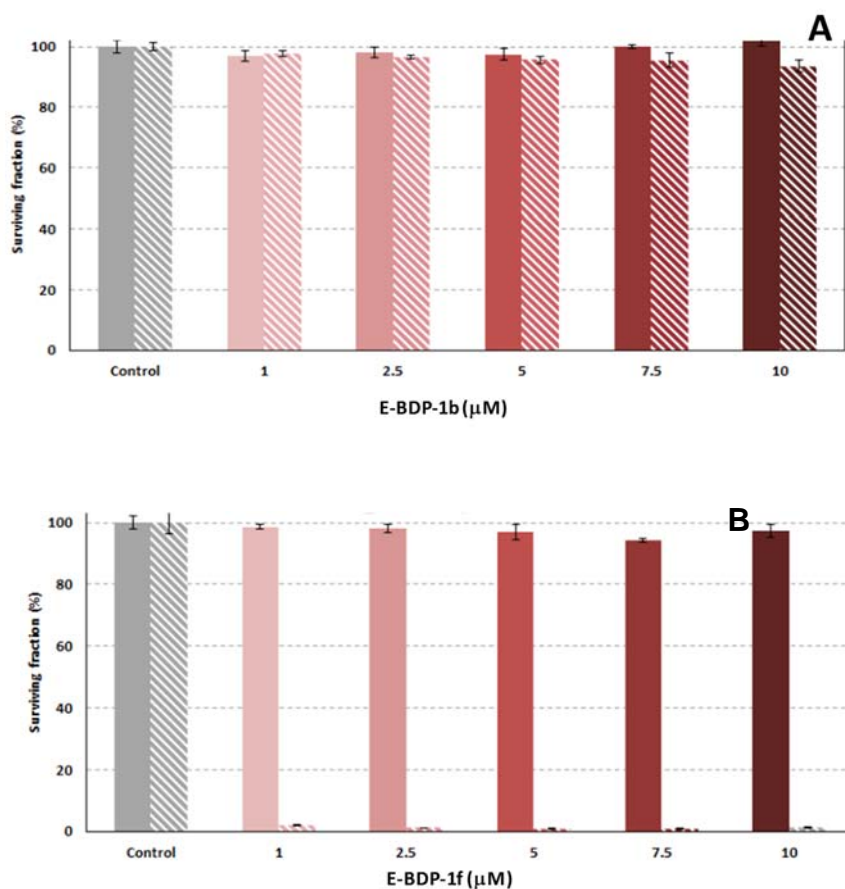 A
100
80
60
40
20
0
Surviving fraction (%)
Control 1 2.5 5 7.5 10
E-BDP-1b (μM)
B
100
80
60
40
20
0
Surviving fraction (%)
Control 1 2.5 5 7.5 10
E-BDP-1f (μM)